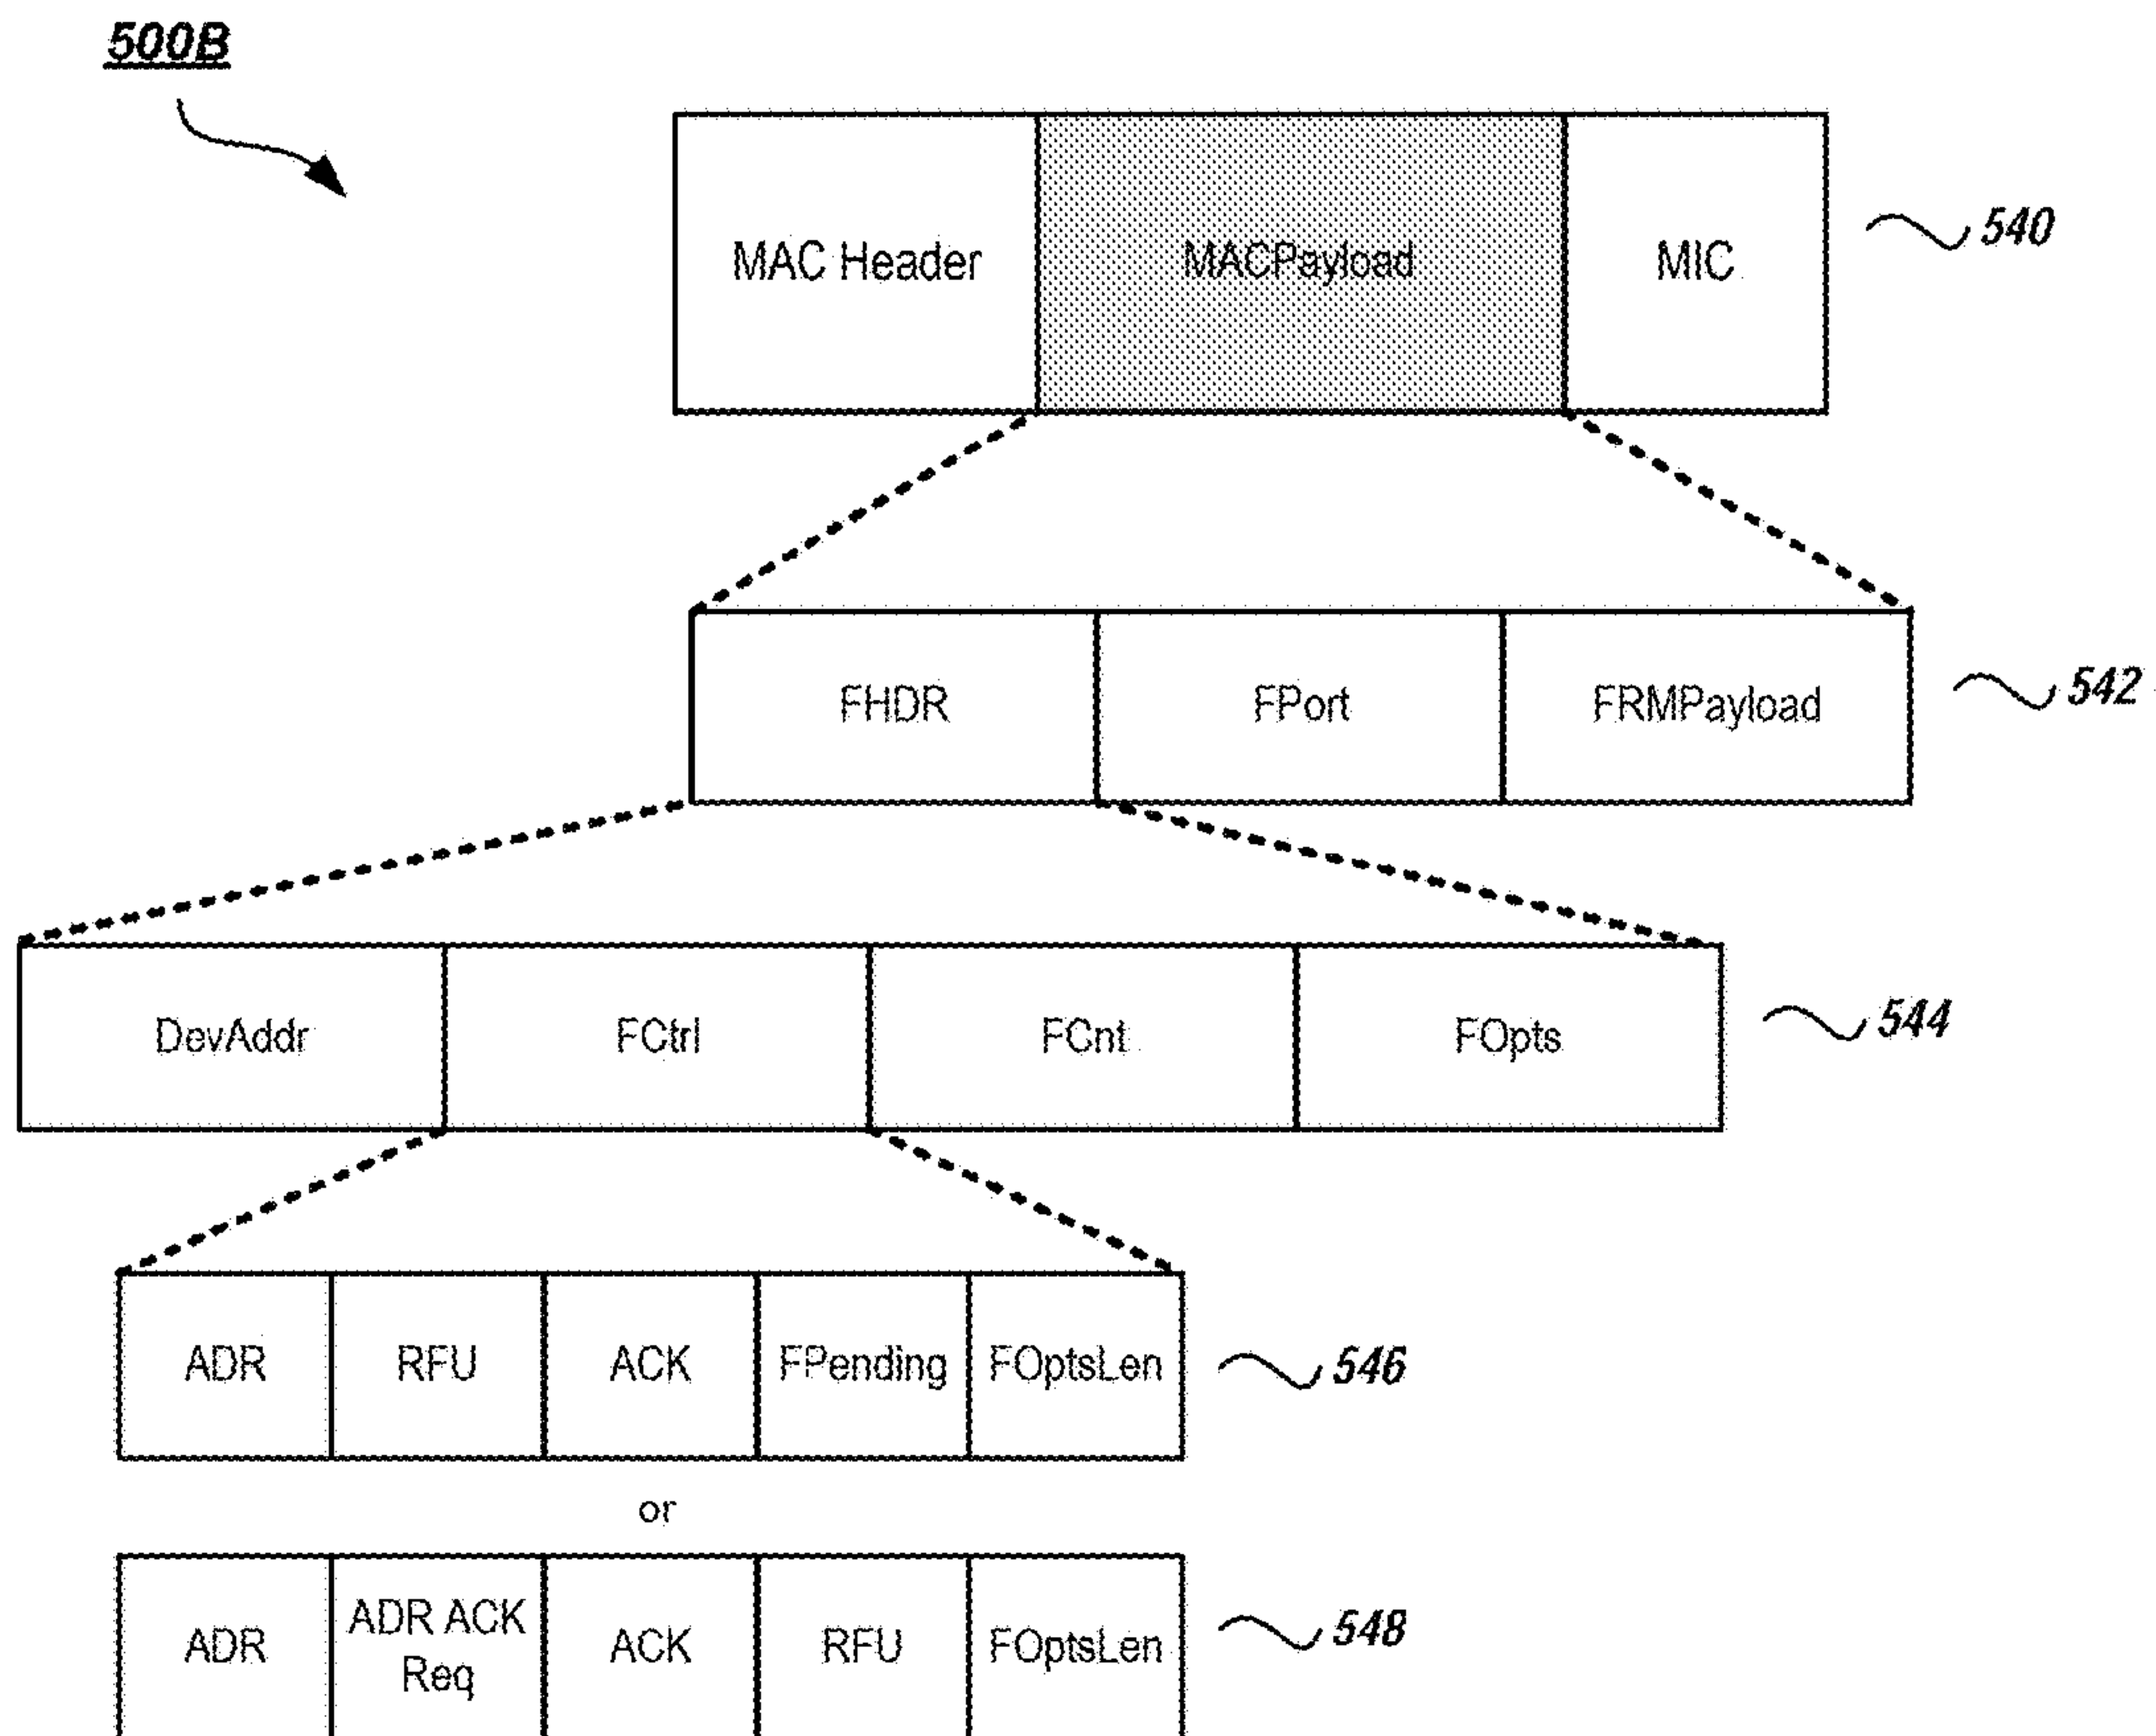 500B
MAC Header MACPayload MIC 540
FHDR FPort FRMPayload 542
DevAddr FCtrl FCnt FOpts 544
ADR RFU ACK FPending FOptsLen 546
or
ADR ADR ACK Req ACK RFU FOptsLen 548